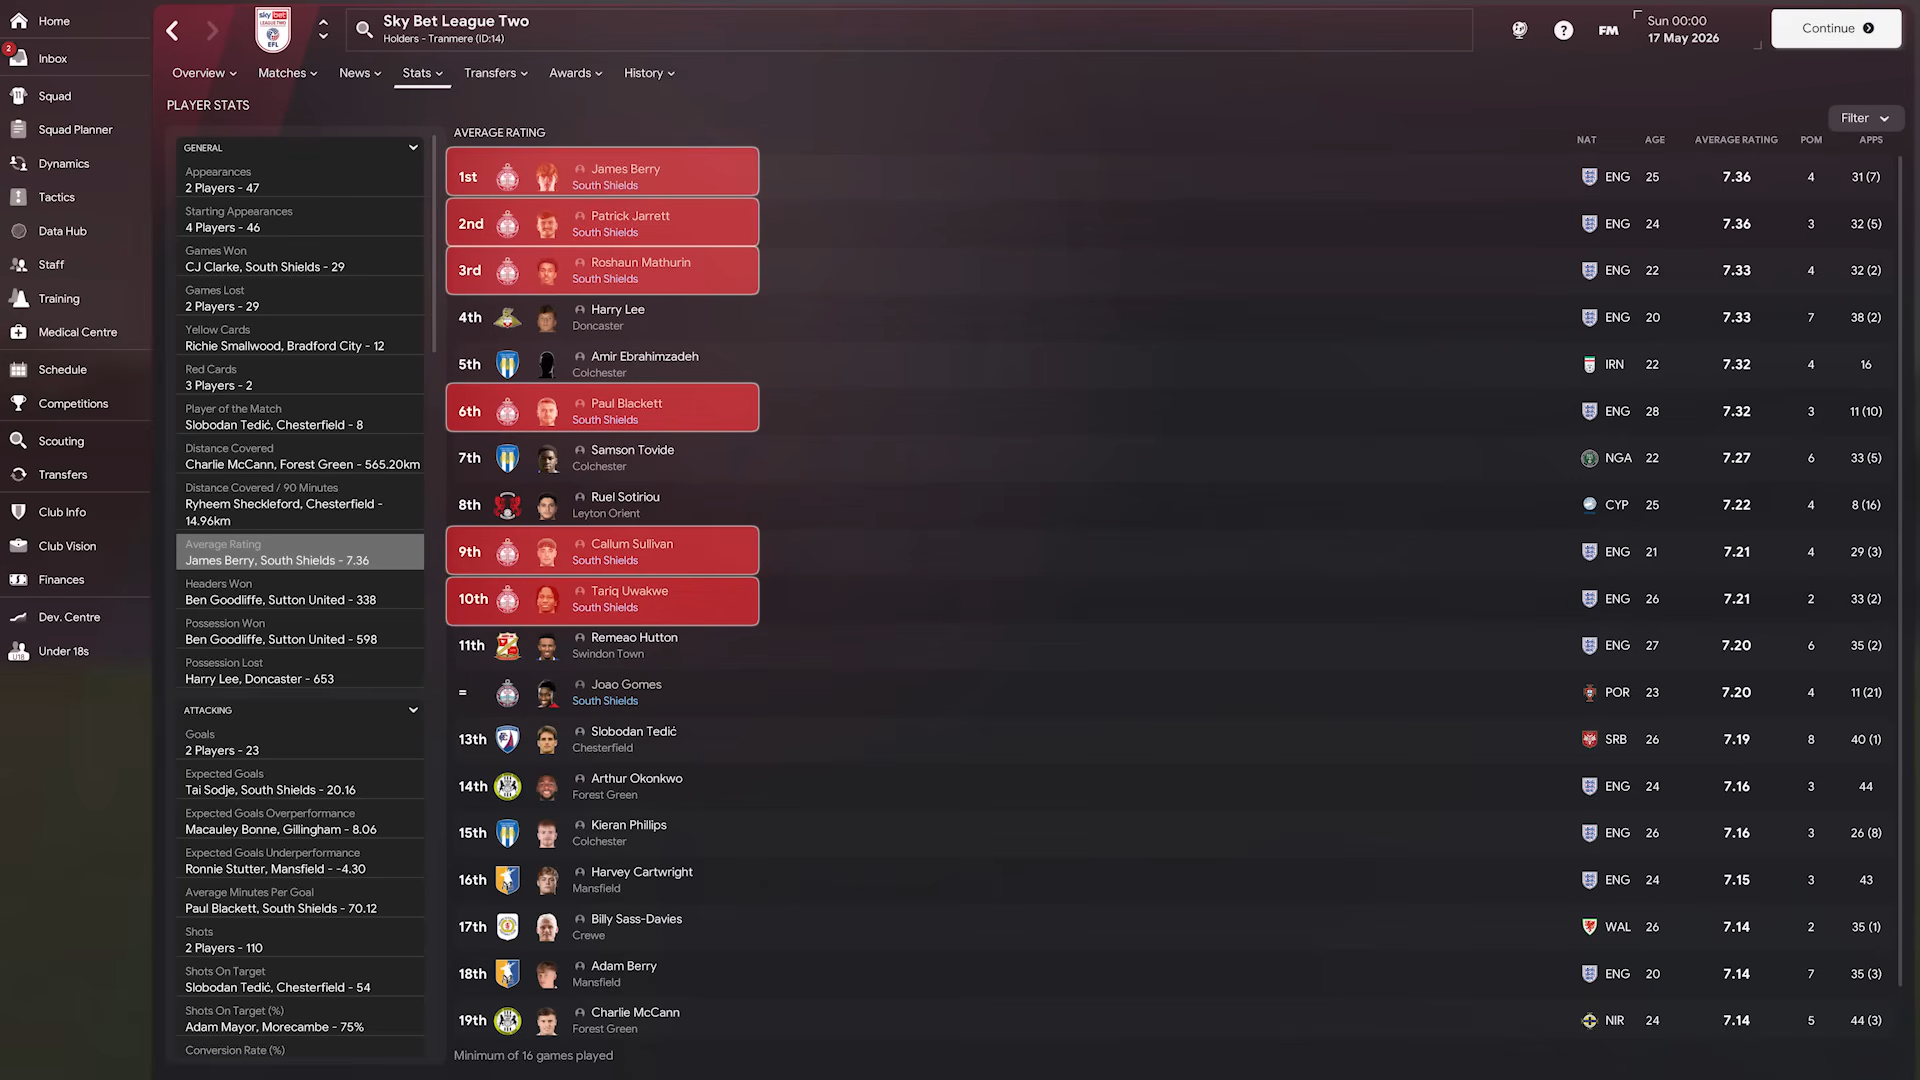 Home
Sky Bet League Two
Holders - Tranmere (ID:14)
FM
Sun 00:00
17 May 2026
Continue
2
Inbox
Squad
Squad Planner
Dynamics
Tactics
Data Hub
Staff
Training
Medical Centre
Schedule
Competitions
Scouting
Transfers
Club Info
Club Vision
Finances
Dev. Centre
Under 18s
Overview Matches News Stats Transfers Awards History
PLAYER STATS
Filter
GENERAL
Appearances
2 Players - 47
Starting Appearances
4 Players - 46
Games Won
CJ Clarke, South Shields - 29
Games Lost
2 Players - 29
Yellow Cards
Richie Smallwood, Bradford City - 12
Red Cards
3 Players - 2
Player of the Match
Slobodan Tedić, Chesterfield - 8
Distance Covered
Charlie McCann, Forest Green - 565.20km
Distance Covered / 90 Minutes
Ryheem Sheckleford, Chesterfield -
14.96km
Average Rating
James Berry, South Shields - 7.36
Headers Won
Ben Goodliffe, Sutton United - 338
Possession Won
Ben Goodliffe, Sutton United - 598
Possession Lost
Harry Lee, Doncaster - 653
ATTACKING
Goals
2 Players - 23
Expected Goals
Tai Sodje, South Shields - 20.16
Expected Goals Overperformance
Macauley Bonne, Gillingham - 8.06
Expected Goals Underperformance
Ronnie Stutter, Mansfield - -4.30
Average Minutes Per Goal
Paul Blackett, South Shields - 70.12
Shots
2 Players - 110
Shots On Target
Slobodan Tedić, Chesterfield - 54
Shots On Target (%)
Adam Mayor, Morecambe - 75%
Conversion Rate (%)
AVERAGE RATING
NAT AGE AVERAGE RATING POM APPS
1st James Berry ENG 25 7.36 4 31 (7)
South Shields
2nd Patrick Jarrett ENG 24 7.36 3 32 (5)
South Shields
3rd Roshaun Mathurin ENG 22 7.33 4 32 (2)
South Shields
4th Harry Lee ENG 20 7.33 7 38 (2)
Doncaster
5th Amir Ebrahimzadeh IRN 22 7.32 4 16
Colchester
6th Paul Blackett ENG 28 7.32 3 11 (10)
South Shields
7th Samson Tovide NGA 22 7.27 6 33 (5)
Colchester
8th Ruel Sotiriou CYP 25 7.22 4 8 (16)
Leyton Orient
9th Callum Sullivan ENG 21 7.21 4 29 (3)
South Shields
10th Tariq Uwakwe ENG 26 7.21 2 33 (2)
South Shields
11th Remeao Hutton ENG 27 7.20 6 35 (2)
Swindon Town
= Joao Gomes POR 23 7.20 4 11 (21)
South Shields
13th Slobodan Tedić SRB 26 7.19 8 40 (1)
Chesterfield
14th Arthur Okonkwo ENG 24 7.16 3 44
Forest Green
15th Kieran Phillips ENG 26 7.16 3 26 (8)
Colchester
16th Harvey Cartwright ENG 24 7.15 3 43
Mansfield
17th Billy Sass-Davies WAL 26 7.14 2 35 (1)
Crewe
18th Adam Berry ENG 20 7.14 7 35 (3)
Mansfield
19th Charlie McCann NIR 24 7.14 5 44 (3)
Forest Green
Minimum of 16 games played